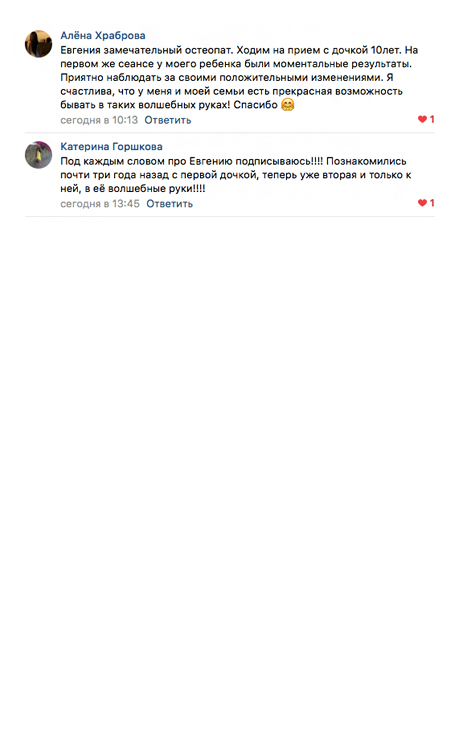 Алёна Храброва
Евгения замечательный остеопат. Ходим на прием с дочкой 10лет. На
первом же сеансе у моего ребенка были моментальные результаты.
Приятно наблюдать за своими положительными изменениями. Я
счастлива, что у меня и моей семьи есть прекрасная возможность
бывать в таких волшебных руках! Спасибо 🤗
сегодня в 10:13 Ответить 1
Катерина Горшкова
Под каждым словом про Евгению подписываюсь!!!! Познакомились
почти три года назад с первой дочкой, теперь уже вторая и только к
ней, в её волшебные руки!!!!
сегодня в 13:45 Ответить 1